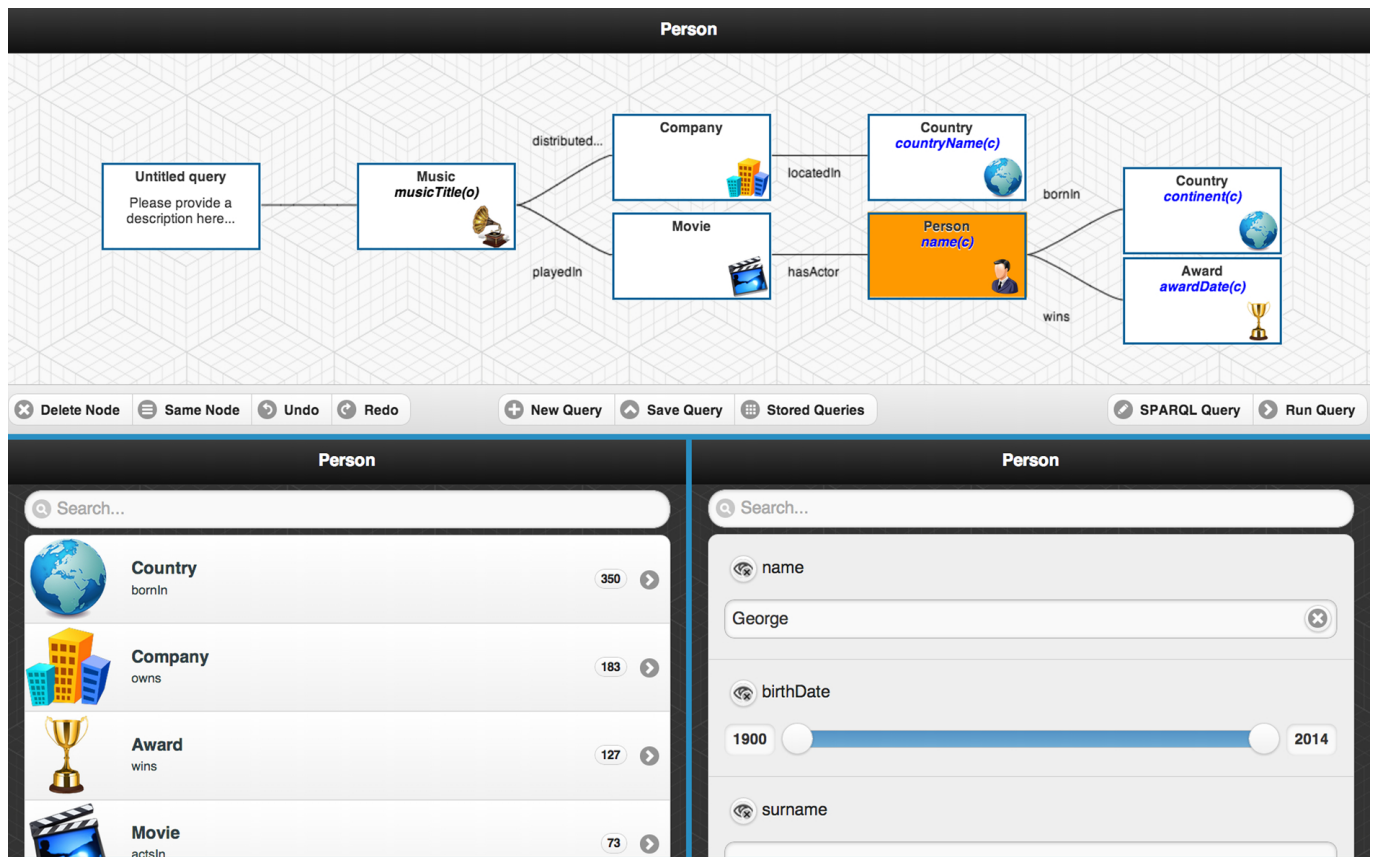 Person
Untitled query
Please provide a
description here...
Music
musicTitle(o)
distributed...
playedIn
Company
Movie
locatedIn
hasActor
Country
countryName(c)
Person
name(c)
bornIn
wins
Country
continent(c)
Award
awardDate(c)
Delete Node
Same Node
Undo
Redo
New Query
Save Query
Stored Queries
SPARQL Query
Run Query
Person
Search...
Country
bornIn
350
Company
owns
183
Award
wins
127
Movie
actsIn
73
Person
Search...
name
George
birthDate
1900
2014
surname